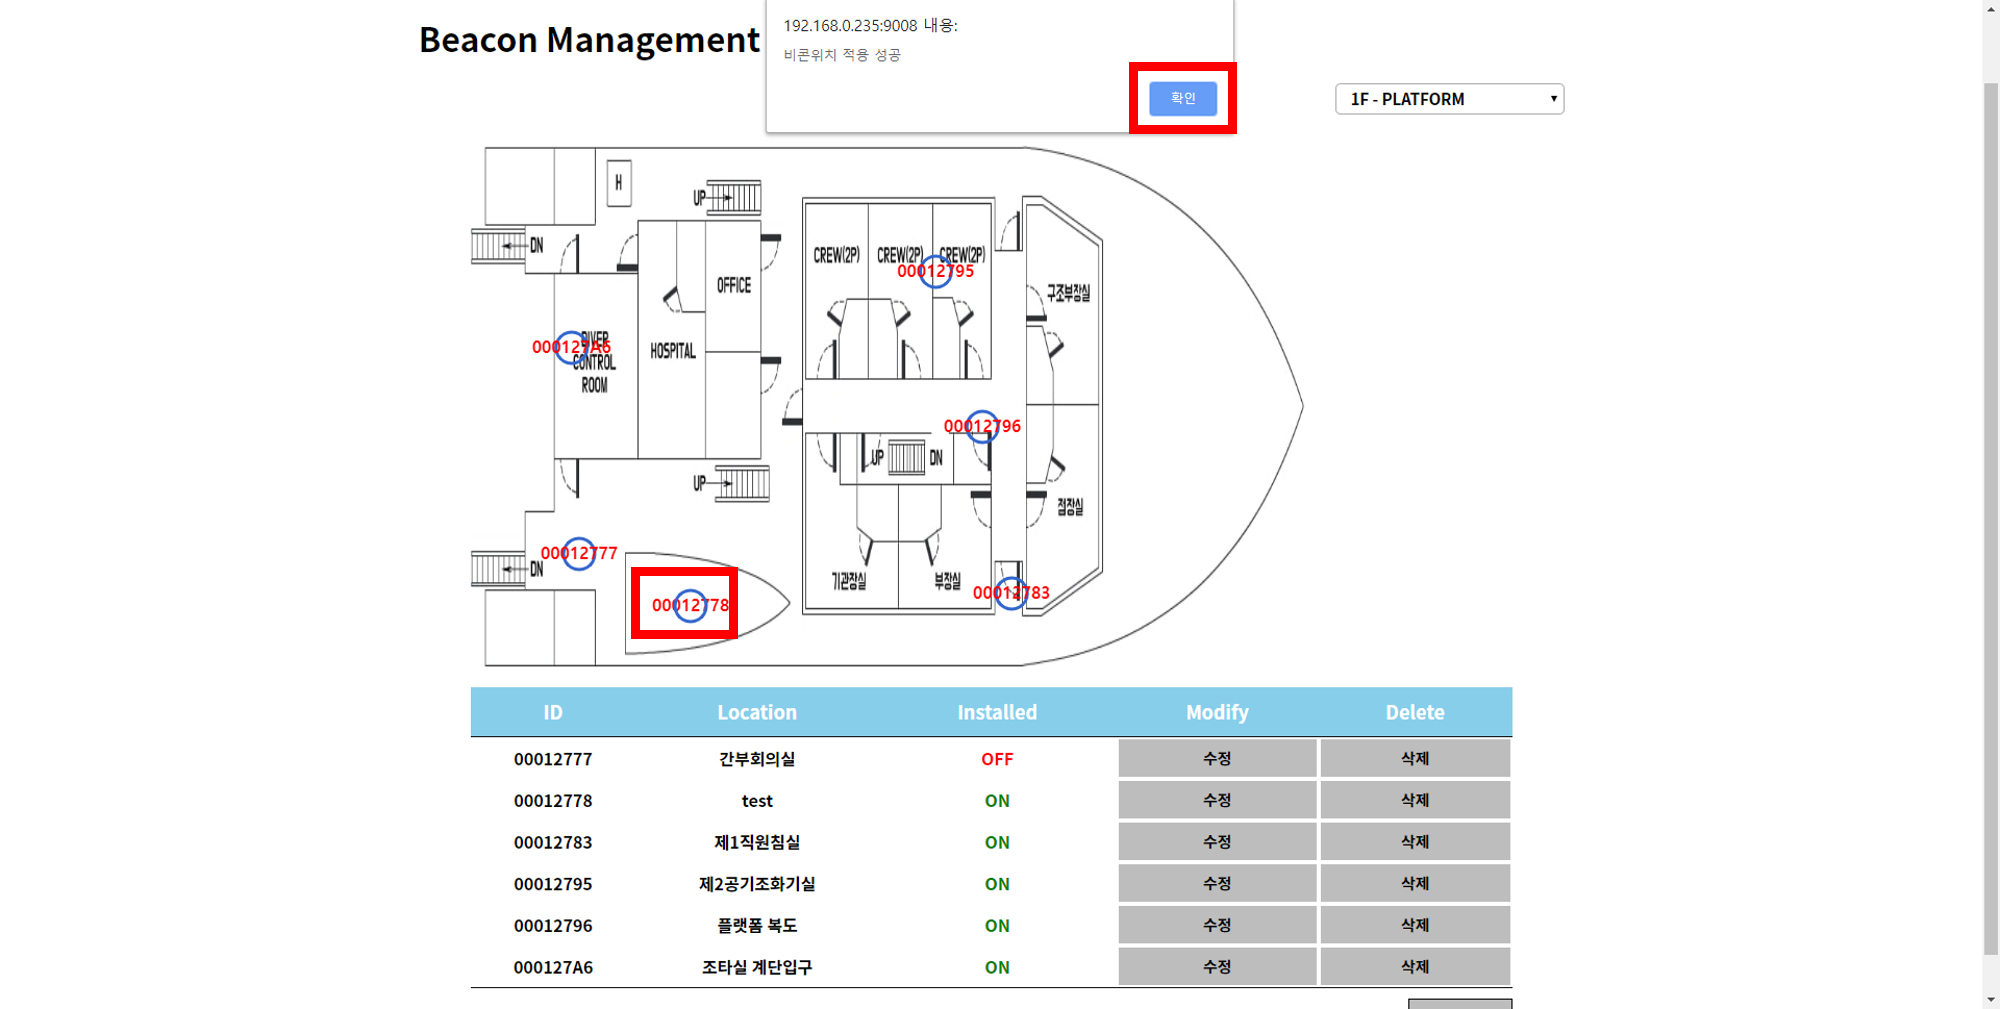 Beacon Management
192.168.0.235:9008 내용:
비콘위치 적용 성공
확인
1F - PLATFORM
H
UP
DN
OFFICE
CREW(2P)
CREW(2P)
CREW(2P)
00012795
구조부장실
000127A6
DIVER
CONTROL
ROOM
HOSPITAL
00012796
UP
DN
UP
점장실
00012777
DN
기관장실
부장실
00012783
00012778
ID Location Installed Modify Delete
00012777 간부회의실 OFF 수정 삭제
00012778 test ON 수정 삭제
00012783 제1직원침실 ON 수정 삭제
00012795 제2공기조화기실 ON 수정 삭제
00012796 플랫폼 복도 ON 수정 삭제
000127A6 조타실 계단입구 ON 수정 삭제